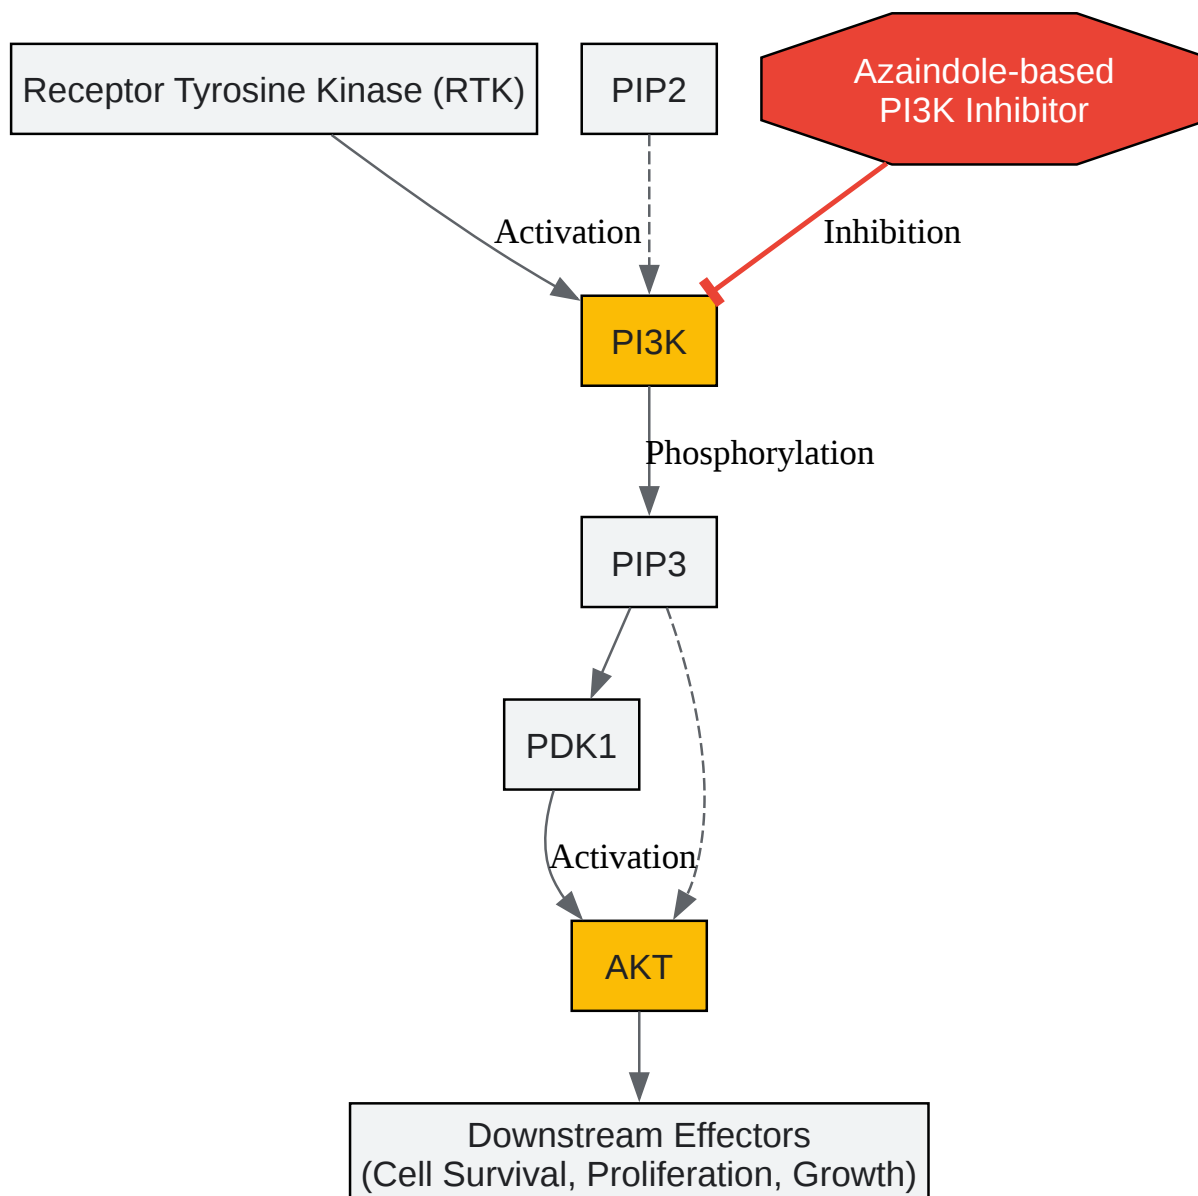 Receptor Tyrosine Kinase (RTK)
PIP2
Azaindole-based
PI3K Inhibitor
Activation
Inhibition
PI3K
Phosphorylation
PIP3
PDK1
Activation
AKT
Downstream Effectors
(Cell Survival, Proliferation, Growth)